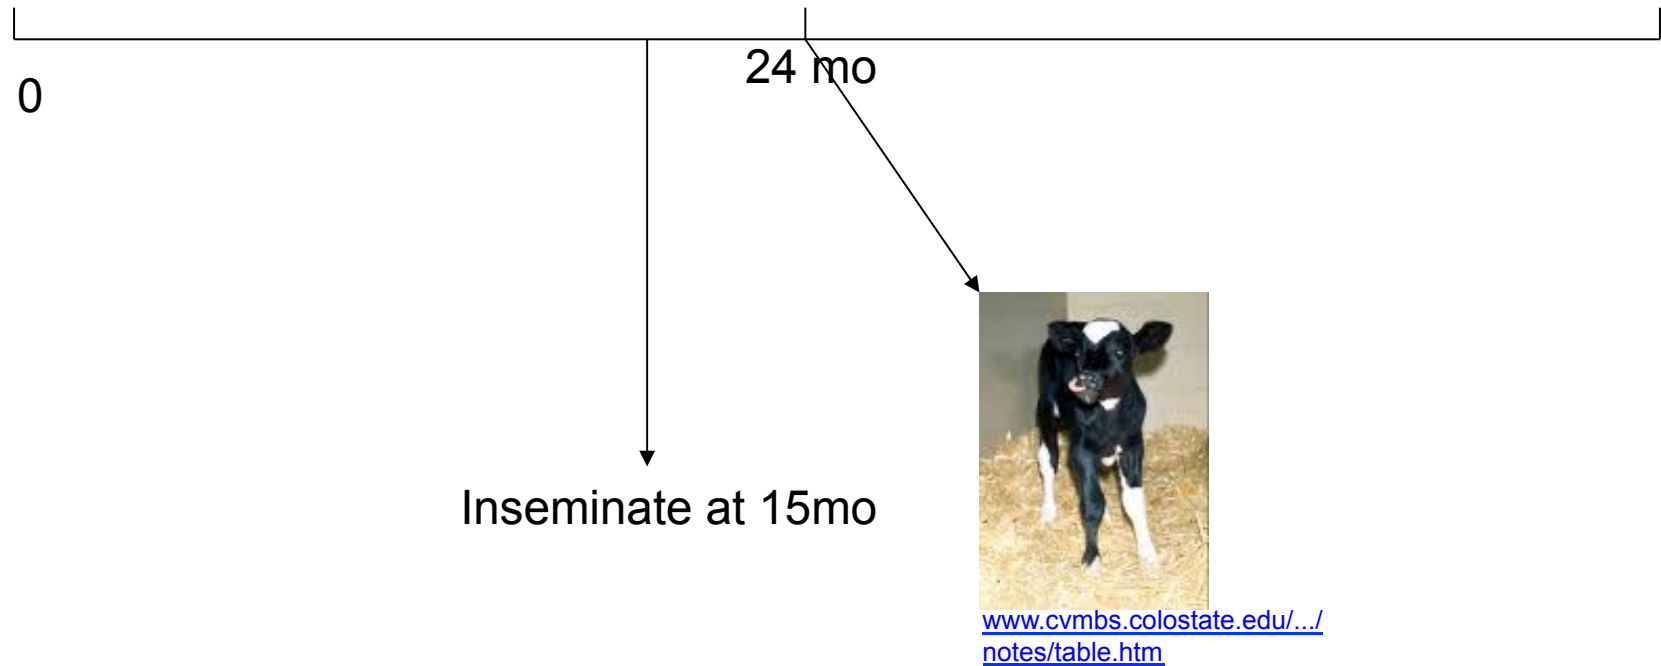 24 mo
0
Inseminate at 15mo
www.cvmbs.colostate.edu/.../
notes/table.htm